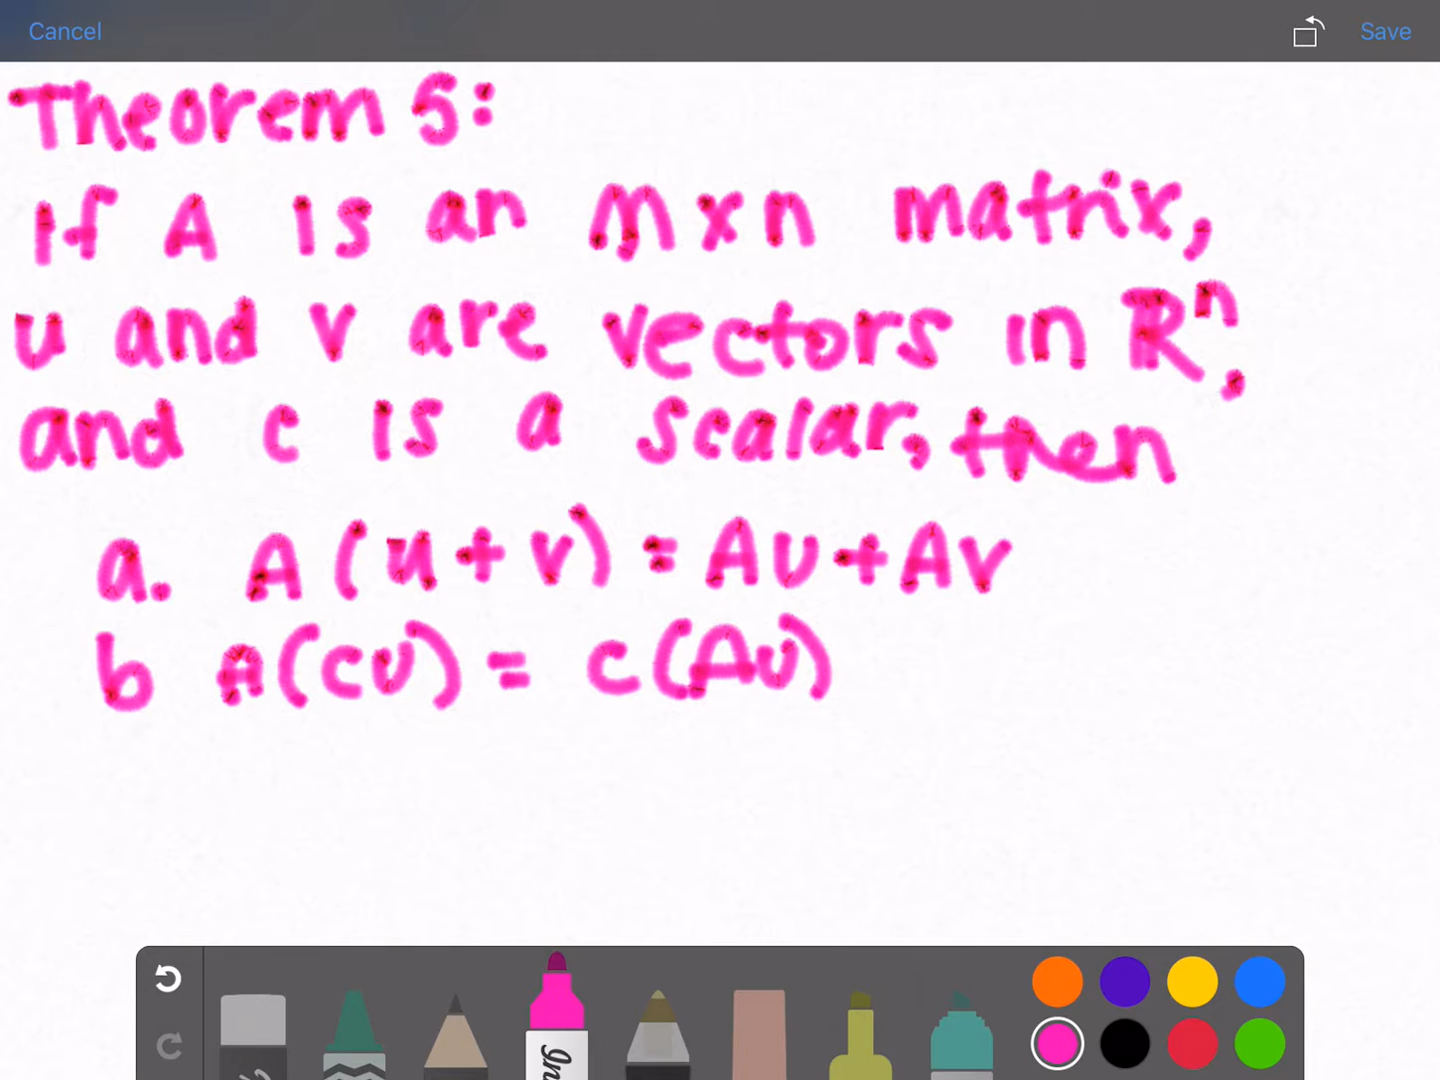 Cancel
Save
Theorem 5:
If A is an m x n matrix,
u and v are vectors in Rⁿ,
and c is a scalar, then
a. A(u+v) = Au+Av
b A(cu) = c(Au)